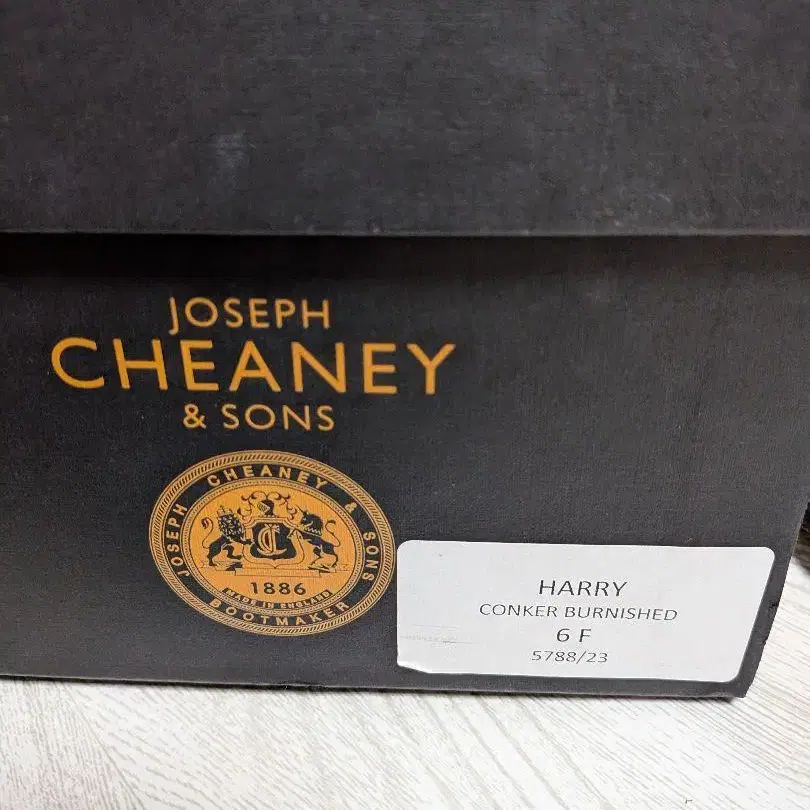 JOSEPH
CHEANEY
& SONS
JOSEPH CHEANEY & SONS
1886
MADE IN ENGLAND
BOOTMAKER
HARRY
CONKER BURNISHED
6 F
5788/23